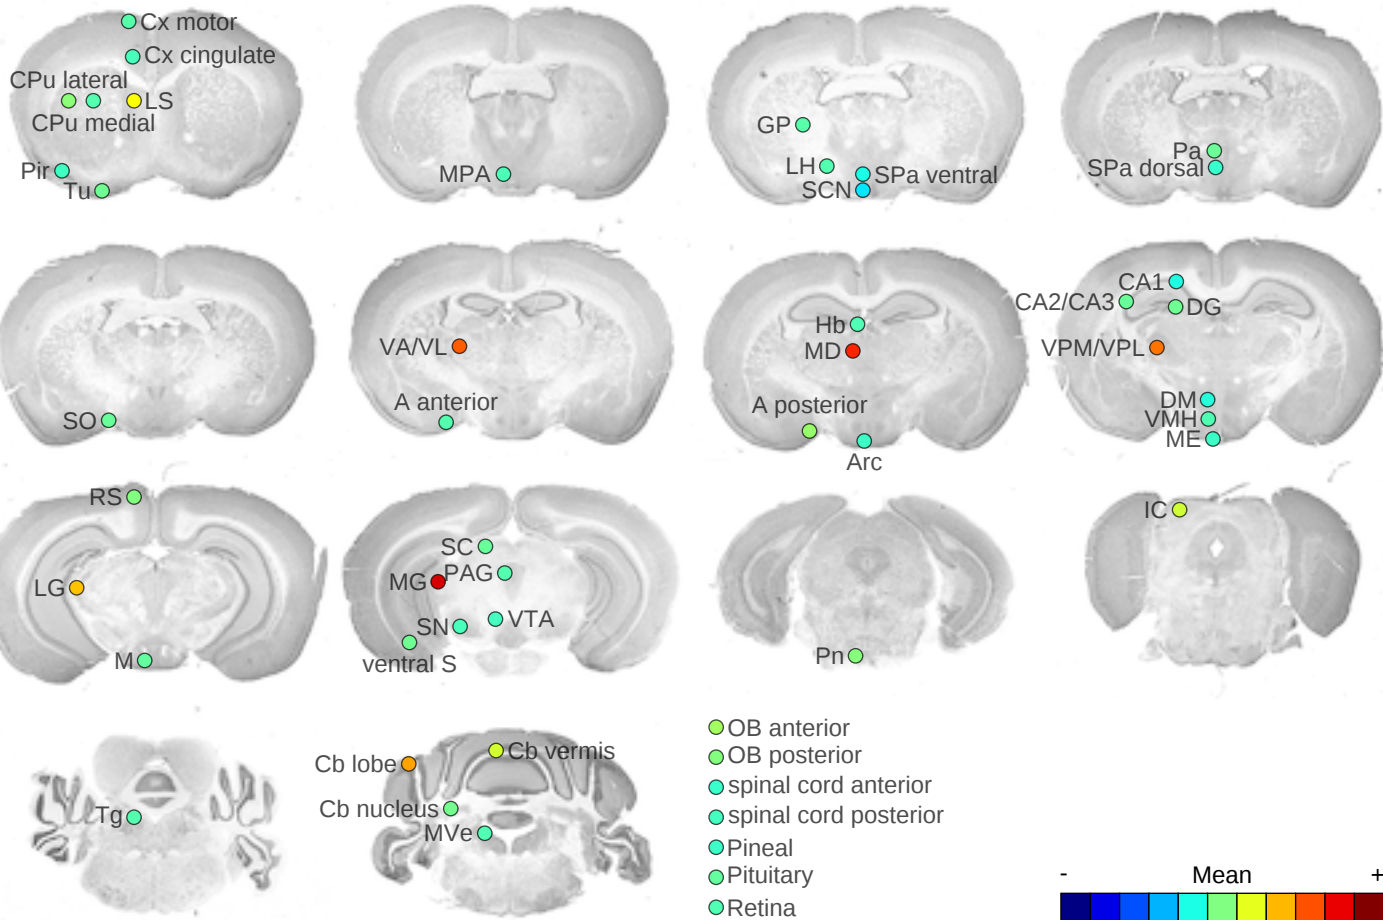 Cx motor
Cx cingulate
CPu lateral
LS
CPu medial
Pir
Tu
MPA
GP
LH
SPa ventral
SCN
Pa
SPa dorsal
SO
VA/VL
A anterior
Hb
MD
A posterior
Arc
CA1
CA2/CA3
DG
VPM/VPL
DM
VMH
ME
RS
LG
M
SC
MG
PAG
SN
VTA
ventral S
Pn
IC
Tg
Cb lobe
Cb vermis
Cb nucleus
MVe
OB anterior
OB posterior
spinal cord anterior
spinal cord posterior
Pineal
Pituitary
Retina
- Mean +